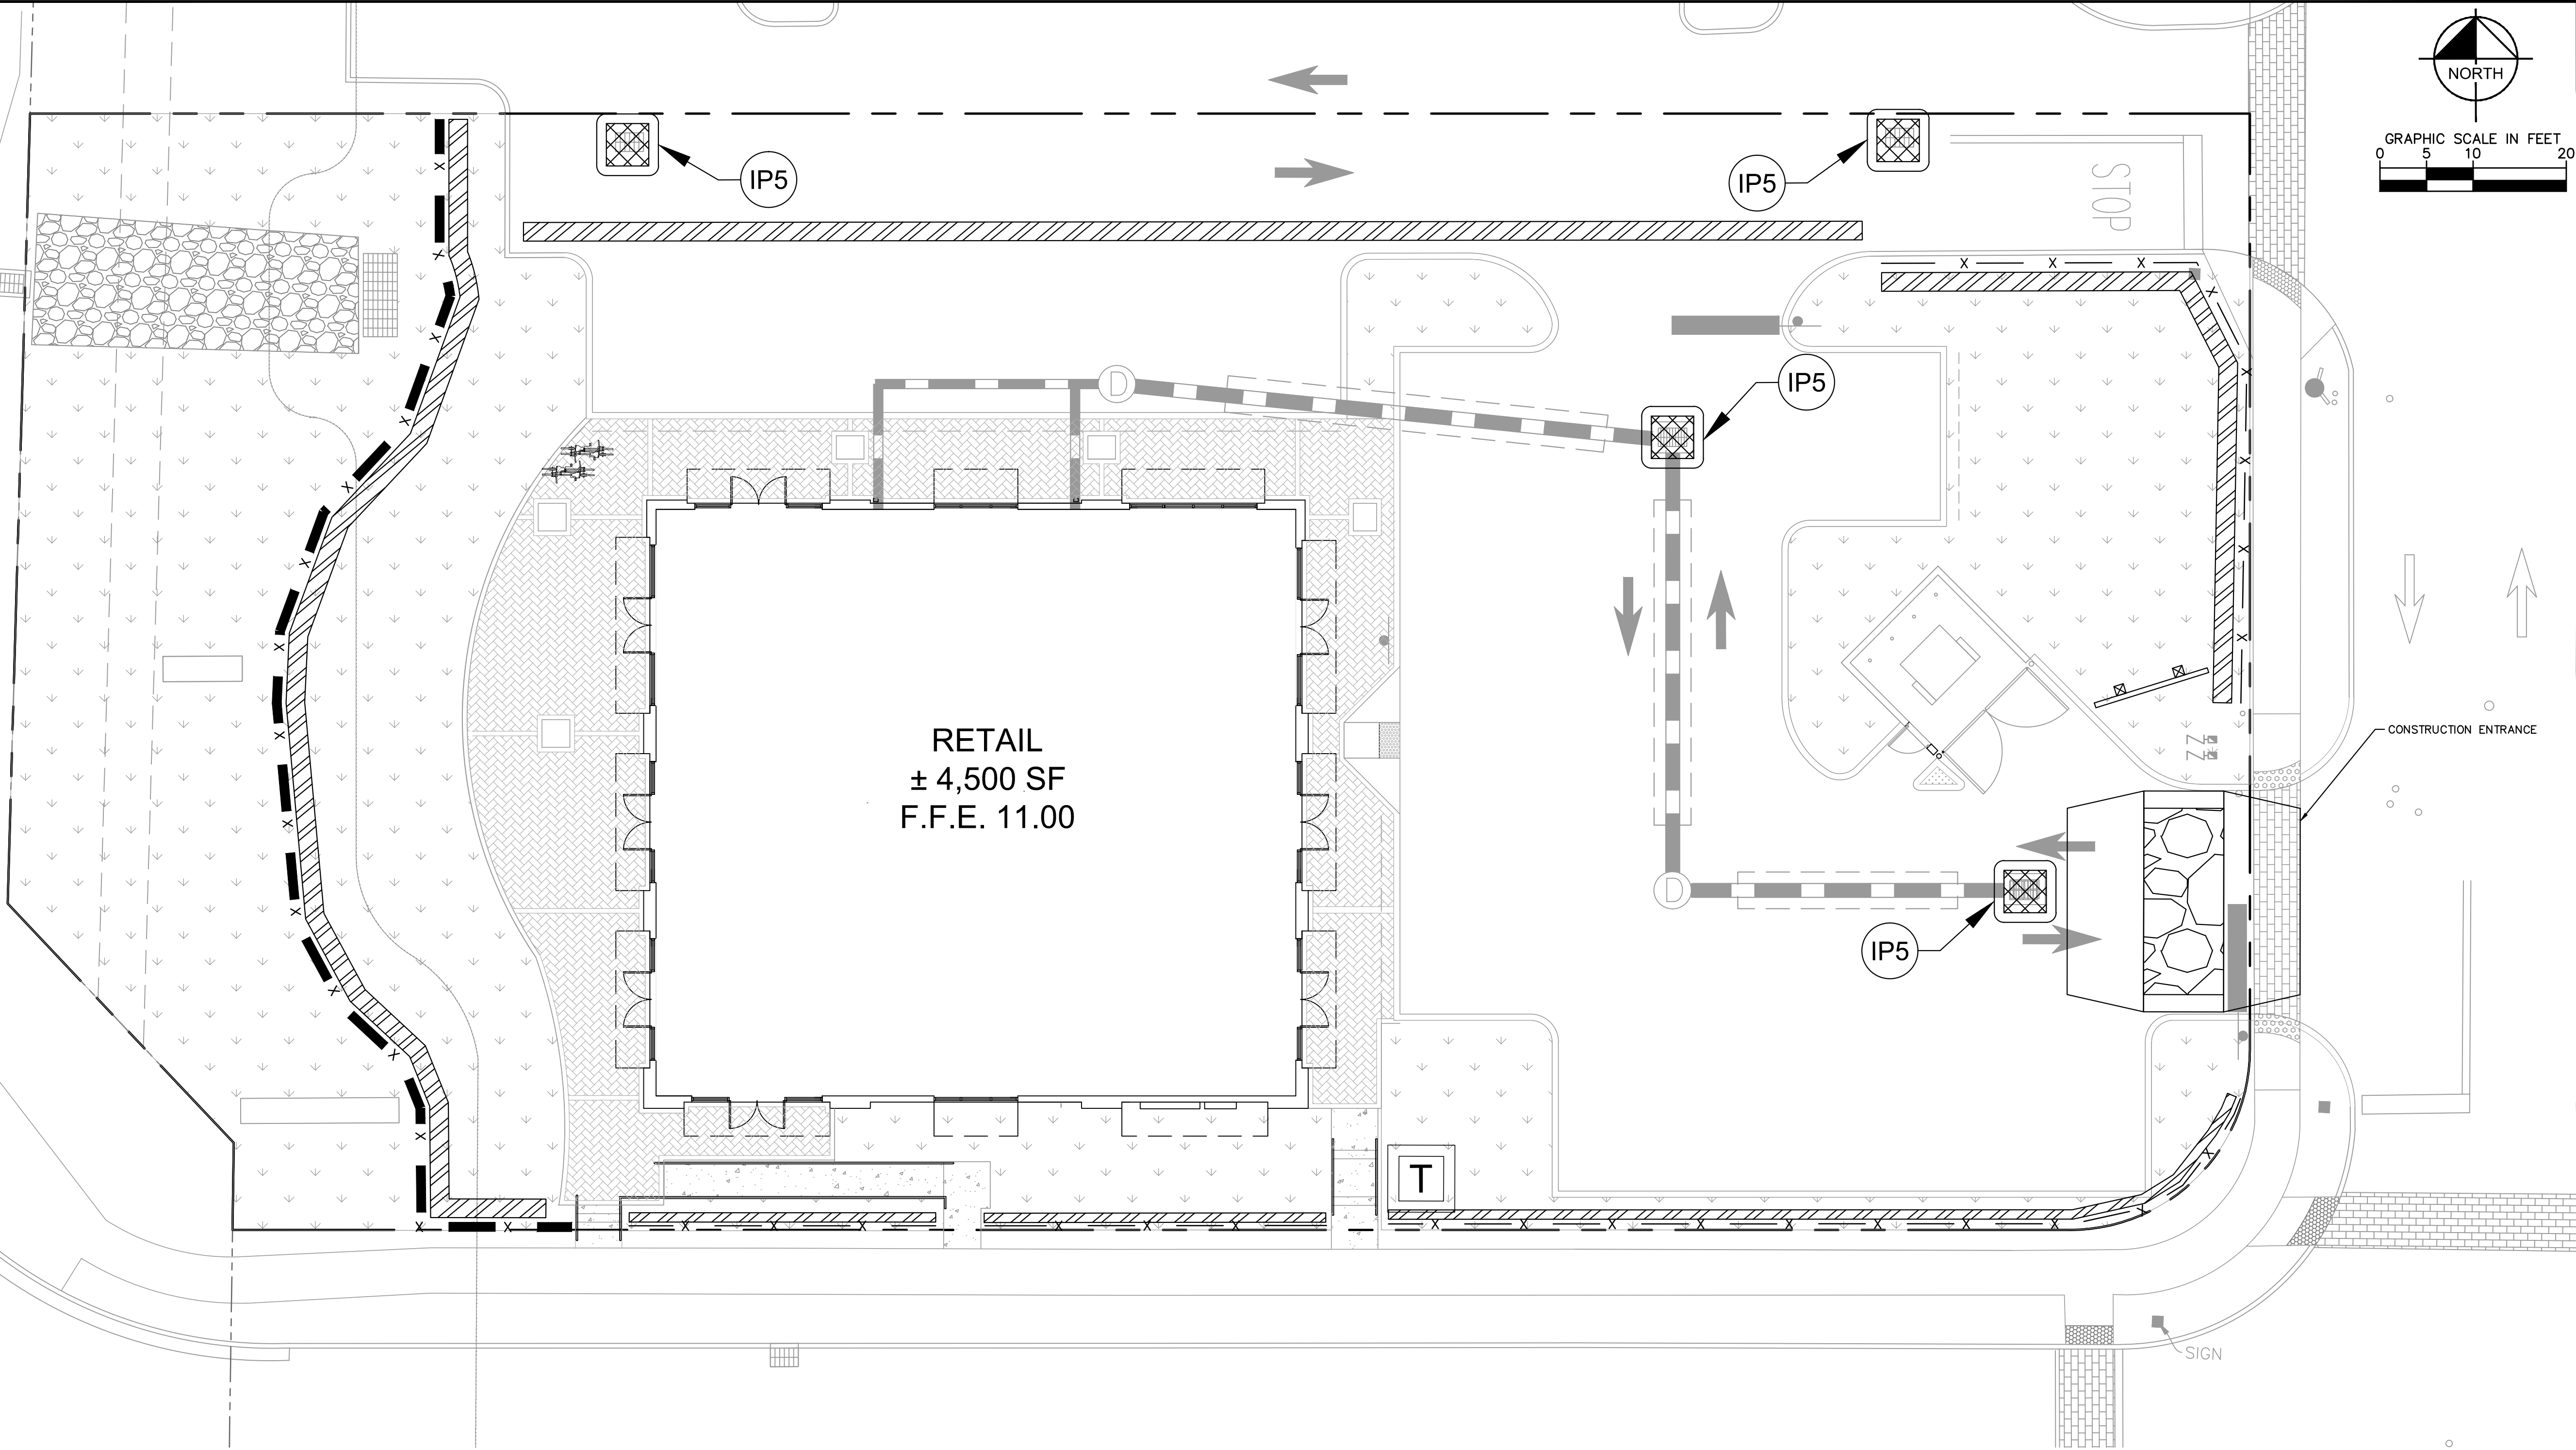 NORTH
GRAPHIC SCALE IN FEET
0 5 10 20
IP5
IP5
STOP
IP5
D
RETAIL
± 4,500 SF
F.F.E. 11.00
CONSTRUCTION ENTRANCE
D
IP5
T
SIGN